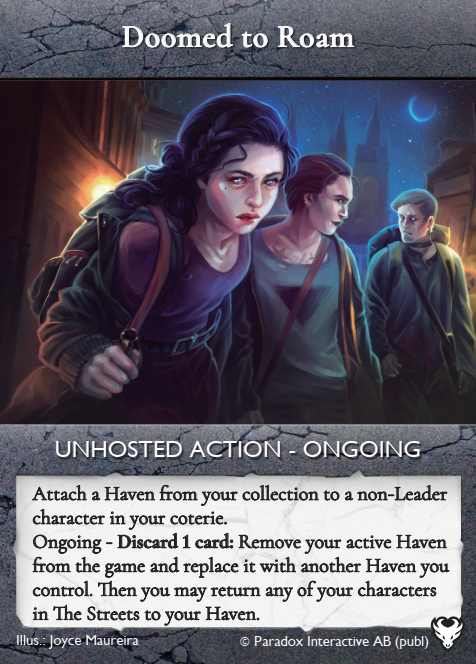 Doomed to Roam
UNHOSTED ACTION - ONGOING
Attach a Haven from your collection to a non-Leader
character in your coterie.
Ongoing - Discard 1 card: Remove your active Haven
from the game and replace it with another Haven you
control. Then you may return any of your characters
in The Streets to your Haven.
Illus.: Joyce Maureira
© Paradox Interactive AB (publ)